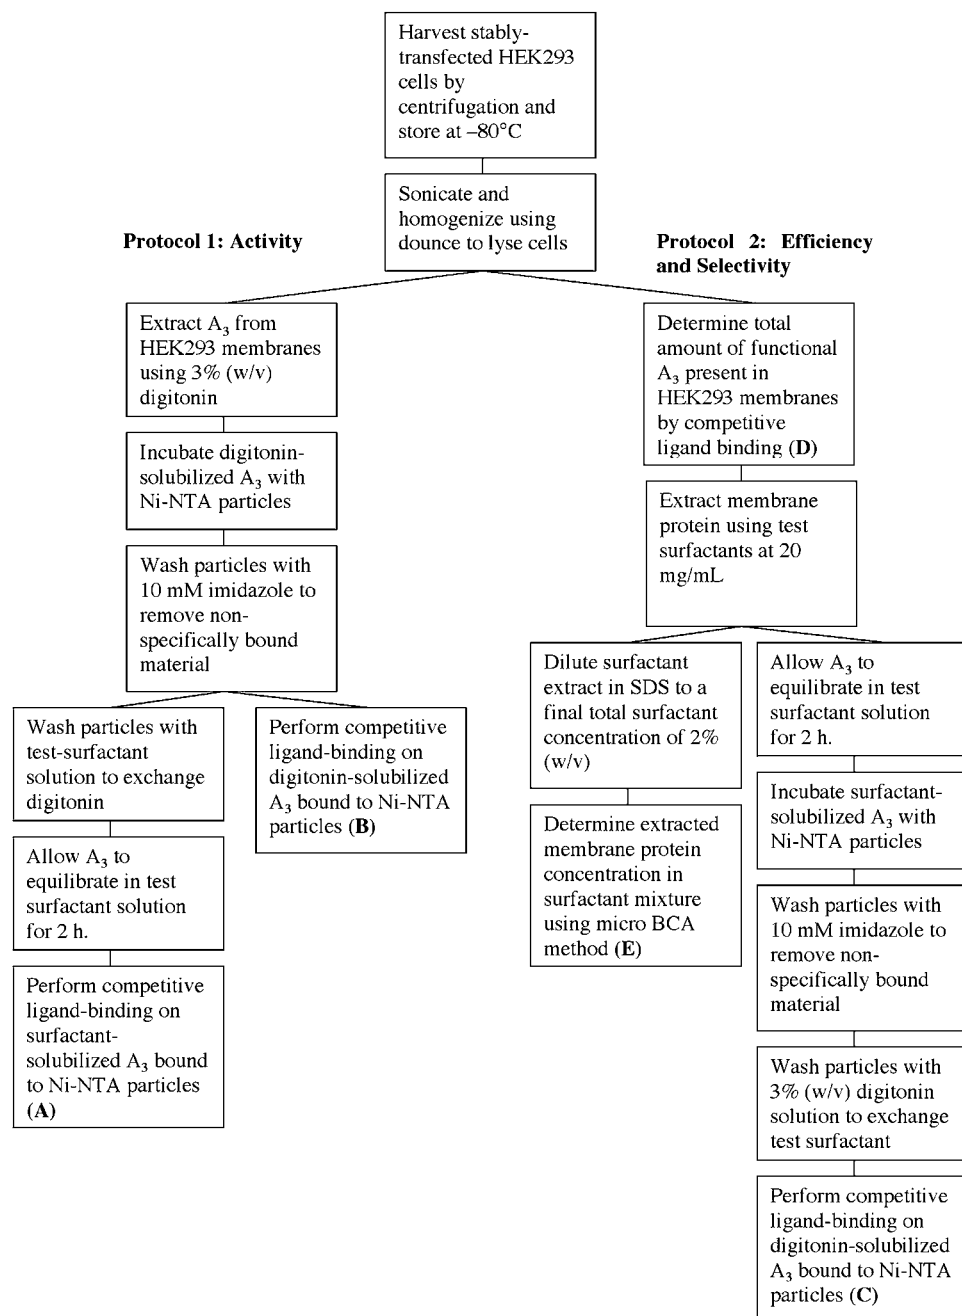 Harvest stably-
transfected HEK293
cells by
centrifugation and
store at –80°C
Sonicate and
homogenize using
dounce to lyse cells
Protocol 1: Activity
Extract A3 from
HEK293 membranes
using 3% (w/v)
digitonin
Incubate digitonin-
solubilized A3 with
Ni-NTA particles
Wash particles with
10 mM imidazole to
remove non-
specifically bound
material
Wash particles with
test-surfactant
solution to exchange
digitonin
Allow A3 to
equilibrate in test
surfactant solution
for 2 h.
Perform competitive
ligand-binding on
surfactant-
solubilized A3 bound
to Ni-NTA particles
(A)
Perform competitive
ligand-binding on
digitonin-solubilized
A3 bound to Ni-NTA
particles (B)
Protocol 2: Efficiency
and Selectivity
Determine total
amount of functional
A3 present in
HEK293 membranes
by competitive
ligand binding (D)
Extract membrane
protein using test
surfactants at 20
mg/mL
Dilute surfactant
extract in SDS to a
final total surfactant
concentration of 2%
(w/v)
Determine extracted
membrane protein
concentration in
surfactant mixture
using micro BCA
method (E)
Allow A3 to
equilibrate in test
surfactant solution
for 2 h.
Incubate surfactant-
solubilized A3 with
Ni-NTA particles
Wash particles with
10 mM imidazole to
remove non-
specifically bound
material
Wash particles with
3% (w/v) digitonin
solution to exchange
test surfactant
Perform competitive
ligand-binding on
digitonin-solubilized
A3 bound to Ni-NTA
particles (C)